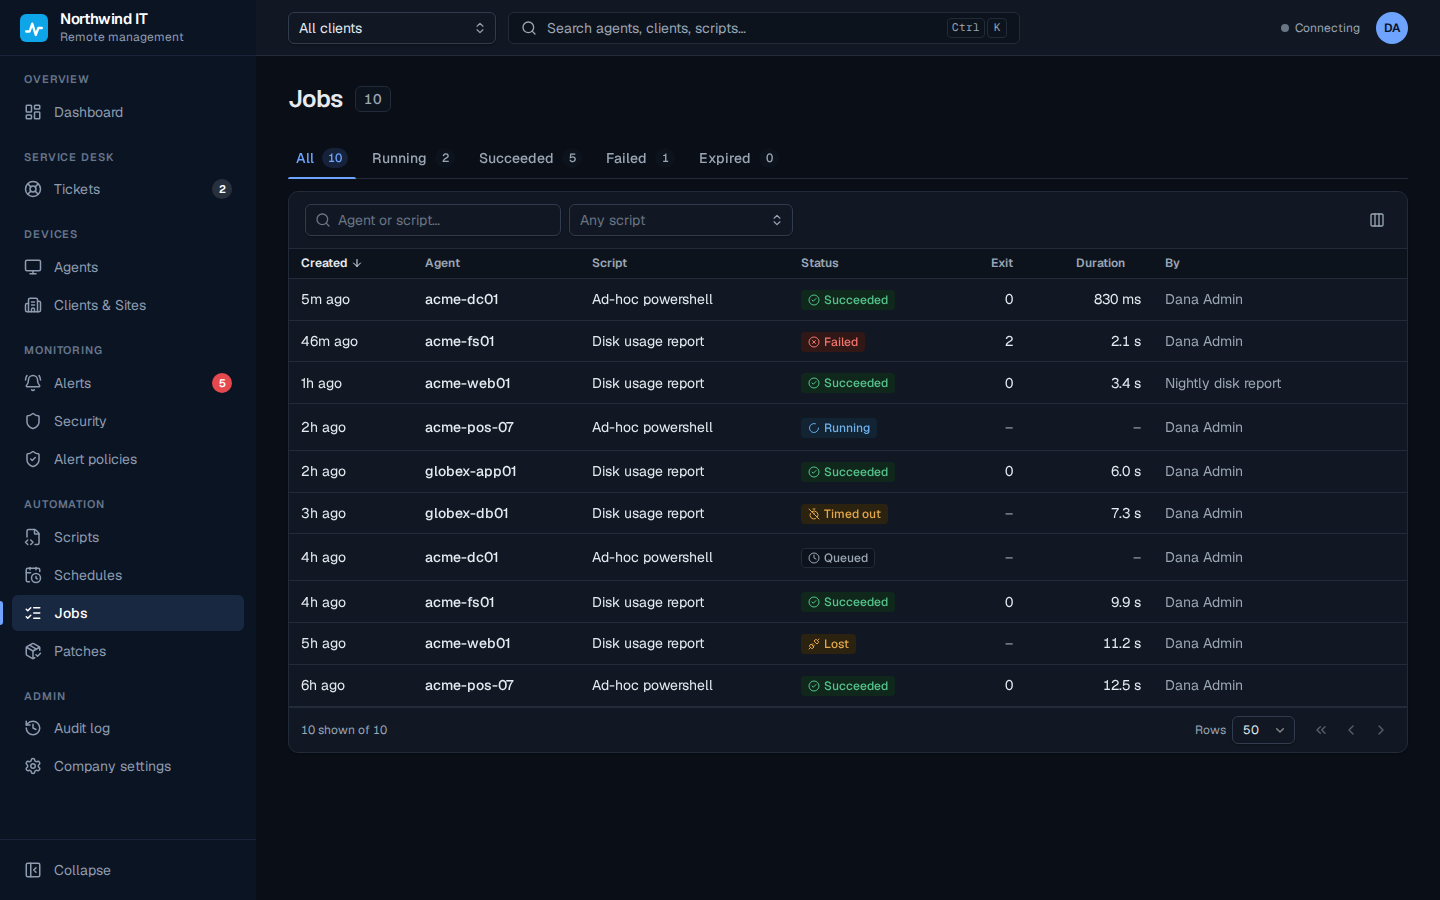 Northwind IT
Remote management
All clients
Search agents, clients, scripts...
Ctrl K
Connecting
DA
OVERVIEW
Dashboard
SERVICE DESK
Tickets 2
DEVICES
Agents
Clients & Sites
MONITORING
Alerts 5
Security
Alert policies
AUTOMATION
Scripts
Schedules
Jobs
Patches
ADMIN
Audit log
Company settings
Collapse
Jobs 10
All 10 Running 2 Succeeded 5 Failed 1 Expired 0
Agent or script... Any script
Created Agent Script Status Exit Duration By
5m ago acme-dc01 Ad-hoc powershell Succeeded 0 830 ms Dana Admin
46m ago acme-fs01 Disk usage report Failed 2 2.1 s Dana Admin
1h ago acme-web01 Disk usage report Succeeded 0 3.4 s Nightly disk report
2h ago acme-pos-07 Ad-hoc powershell Running – – Dana Admin
2h ago globex-app01 Disk usage report Succeeded 0 6.0 s Dana Admin
3h ago globex-db01 Disk usage report Timed out – 7.3 s Dana Admin
4h ago acme-dc01 Ad-hoc powershell Queued – – Dana Admin
4h ago acme-fs01 Disk usage report Succeeded 0 9.9 s Dana Admin
5h ago acme-web01 Disk usage report Lost – 11.2 s Dana Admin
6h ago acme-pos-07 Ad-hoc powershell Succeeded 0 12.5 s Dana Admin
10 shown of 10
Rows 50